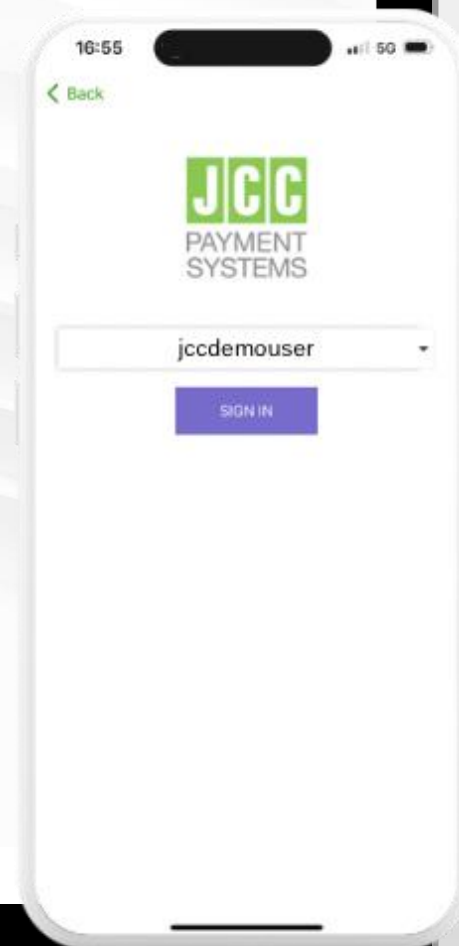 16:55
5G
Back
JCC
PAYMENT
SYSTEMS
jccdemouser
SIGN IN